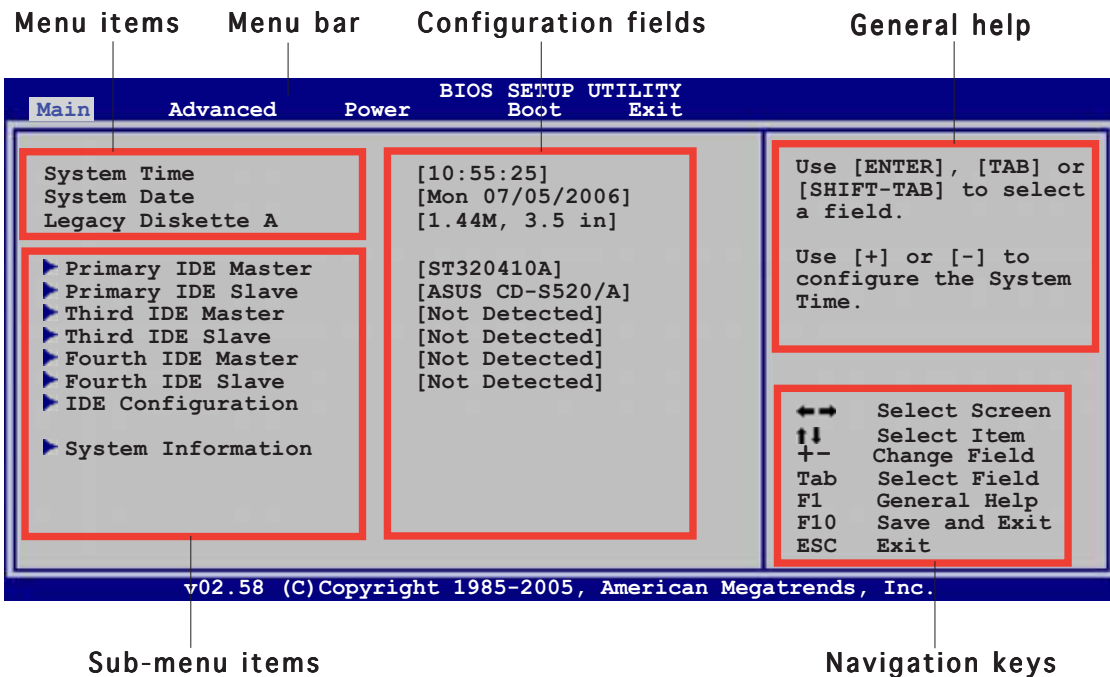 Menu items Menu bar Configuration fields General help
BIOS SETUP UTILITY
Main Advanced Power Boot Exit
System Time [10:55:25]
System Date [Mon 07/05/2006]
Legacy Diskette A [1.44M, 3.5 in]
Primary IDE Master [ST320410A]
Primary IDE Slave [ASUS CD-S520/A]
Third IDE Master [Not Detected]
Third IDE Slave [Not Detected]
Fourth IDE Master [Not Detected]
Fourth IDE Slave [Not Detected]
IDE Configuration
System Information
Use [ENTER], [TAB] or
[SHIFT-TAB] to select
a field.
Use [+] or [-] to
configure the System
Time.
←→ Select Screen
↑↓ Select Item
+- Change Field
Tab Select Field
F1 General Help
F10 Save and Exit
ESC Exit
v02.58 (C)Copyright 1985-2005, American Megatrends, Inc.
Sub-menu items Navigation keys